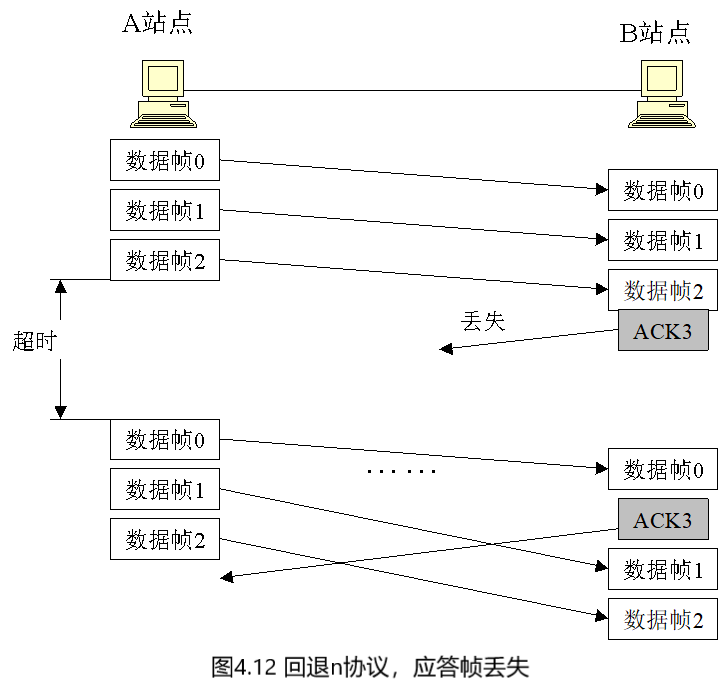 A站点
B站点
数据帧0
数据帧0
数据帧1
数据帧1
数据帧2
数据帧2
丢失
ACK3
超时
数据帧0
……
数据帧0
数据帧1
ACK3
数据帧2
数据帧1
数据帧2
图4.12 回退n协议，应答帧丢失